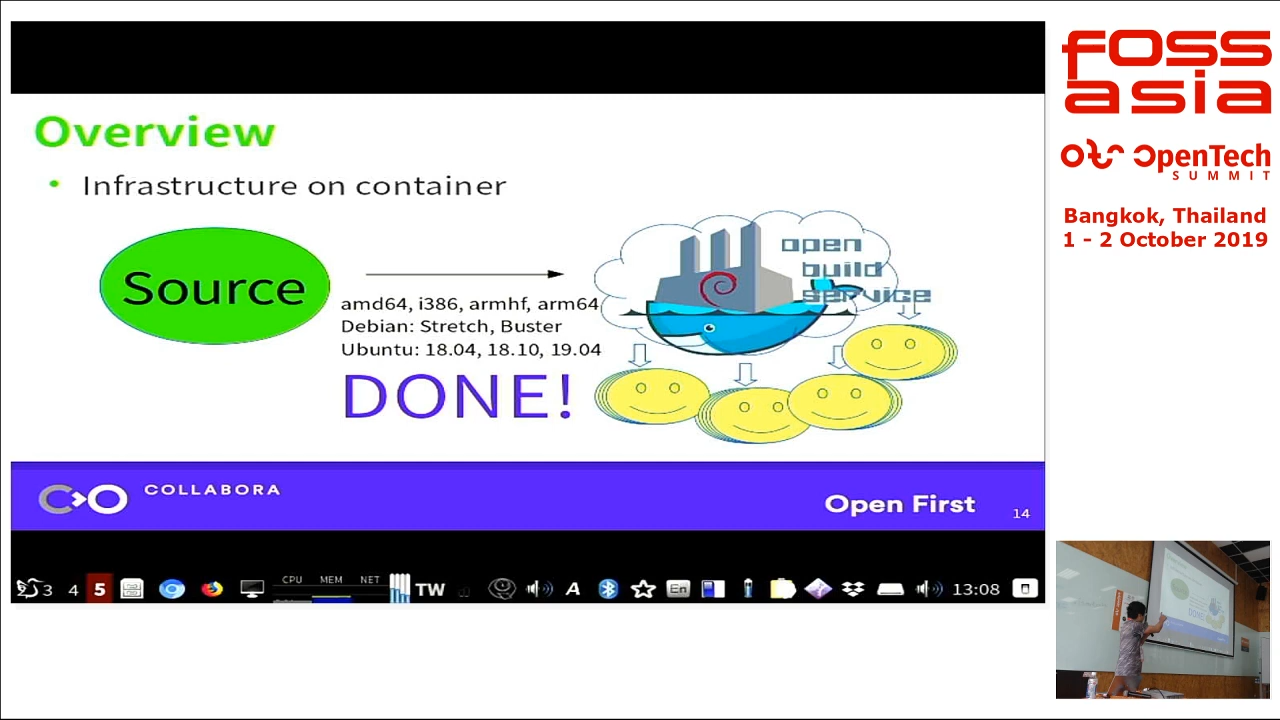 Overview
• Infrastructure on container
Source
amd64, i386, armhf, arm64
Debian: Stretch, Buster
Ubuntu: 18.04, 18.10, 19.04
DONE!
open
build
service
COLLABORA
Open First
14
3 4 5 CPU MEM NET TW A En 13:08
foss
asia
OpenTech
SUMMIT
Bangkok, Thailand
1 - 2 October 2019
DONE!